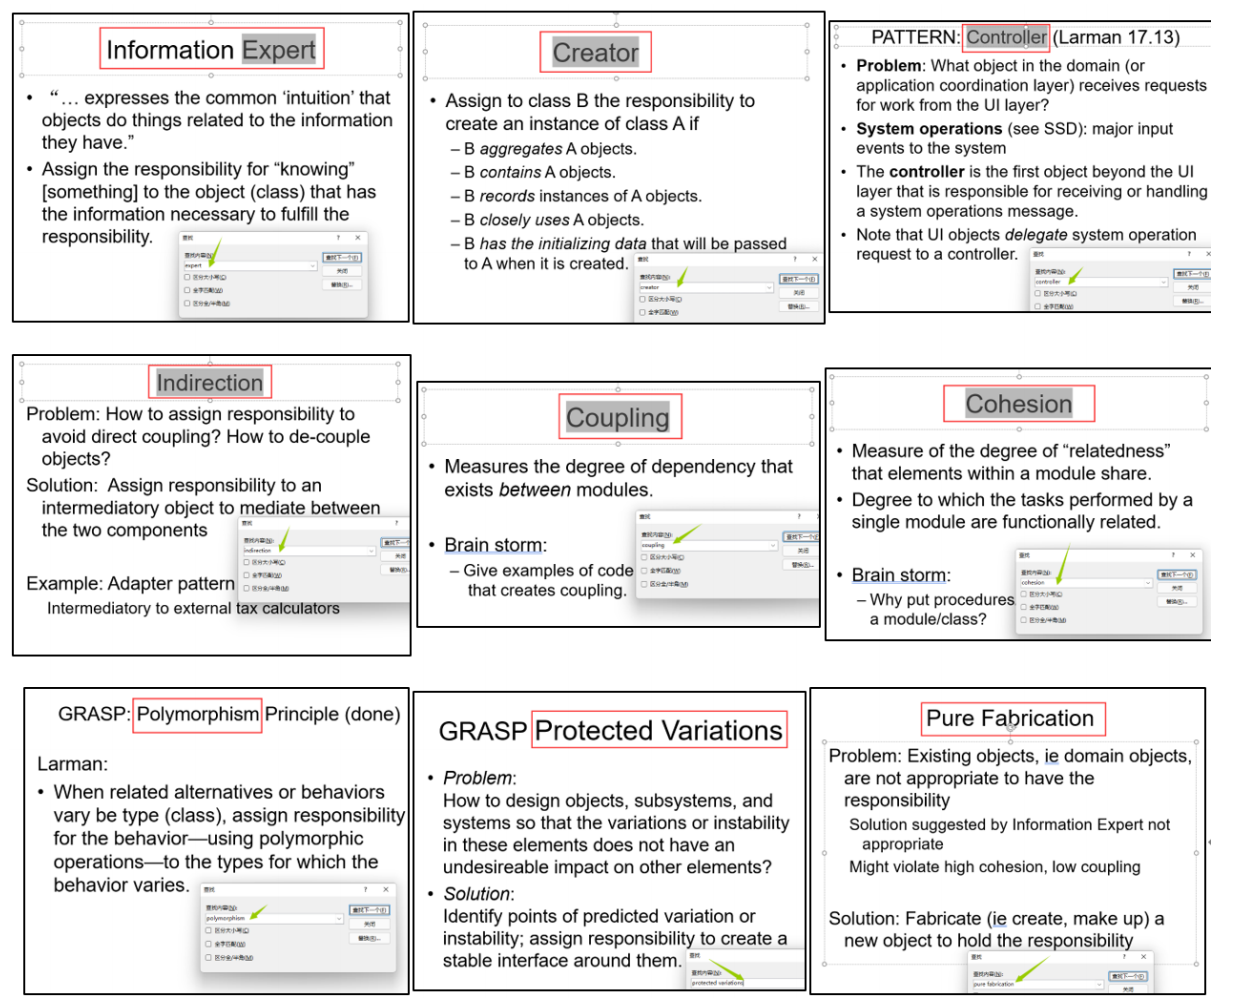 Information Expert
• “… expresses the common ‘intuition’ that
objects do things related to the information
they have.”
• Assign the responsibility for “knowing”
[something] to the object (class) that has
the information necessary to fulfill the
responsibility.
查找
? ×
查找内容(N):
expert
查找下一个(F)
关闭
替换(R)...
区分大小写(C)
全字匹配(W)
区分全/半角(M)
Creator
• Assign to class B the responsibility to
create an instance of class A if
– B aggregates A objects.
– B contains A objects.
– B records instances of A objects.
– B closely uses A objects.
– B has the initializing data that will be passed
to A when it is created.
查找
? ×
查找内容(N):
creator
查找下一个(F)
关闭
替换(R)...
区分大小写(C)
全字匹配(W)
PATTERN: Controller (Larman 17.13)
• Problem: What object in the domain (or
application coordination layer) receives requests
for work from the UI layer?
• System operations (see SSD): major input
events to the system
• The controller is the first object beyond the UI
layer that is responsible for receiving or handling
a system operations message.
• Note that UI objects delegate system operation
request to a controller.
查找
? ×
查找内容(N):
controller
查找下一个(F)
关闭
替换(R)...
区分大小写(C)
全字匹配(W)
Indirection
Problem: How to assign responsibility to
avoid direct coupling? How to de-couple
objects?
Solution: Assign responsibility to an
intermediatory object to mediate between
the two components
Example: Adapter pattern
Intermediatory to external tax calculators
查找
?
查找内容(N):
indirection
查找下一个
关闭
替换(R)
区分大小写(C)
全字匹配(W)
区分全/半角(M)
Coupling
• Measures the degree of dependency that
exists between modules.
• Brain storm:
– Give examples of code
that creates coupling.
查找
? ×
查找内容(N):
coupling
查找下一个(F)
关闭
替换(R)...
区分大小写(C)
全字匹配(W)
区分全/半角(M)
Cohesion
• Measure of the degree of “relatedness”
that elements within a module share.
• Degree to which the tasks performed by a
single module are functionally related.
• Brain storm:
– Why put procedures
a module/class?
查找
? ×
查找内容(N):
cohesion
查找下一个(F)
关闭
替换(R)...
区分大小写(C)
全字匹配(W)
区分全/半角(M)
GRASP: Polymorphism Principle (done)
Larman:
• When related alternatives or behaviors
vary be type (class), assign responsibility
for the behavior—using polymorphic
operations—to the types for which the
behavior varies.
查找
? ×
查找内容(N):
polymorphism
查找下一个(F)
关闭
替换(R)...
区分大小写(C)
全字匹配(W)
区分全/半角(M)
GRASP Protected Variations
• Problem:
How to design objects, subsystems, and
systems so that the variations or instability
in these elements does not have an
undesireable impact on other elements?
• Solution:
Identify points of predicted variation or
instability; assign responsibility to create a
stable interface around them.
查找
查找内容(N):
protected variations
Pure Fabrication
Problem: Existing objects, ie domain objects,
are not appropriate to have the
responsibility
Solution suggested by Information Expert not
appropriate
Might violate high cohesion, low coupling
Solution: Fabricate (ie create, make up) a
new object to hold the responsibility
查找
? ×
查找内容(N):
pure fabrication
查找下一个(F)
关闭